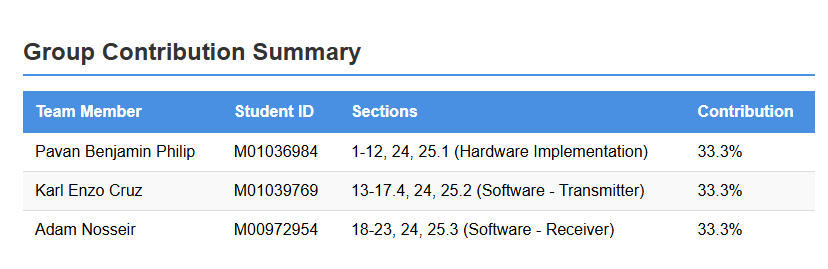 Group Contribution Summary
Team Member Student ID Sections Contribution
Pavan Benjamin Philip M01036984 1-12, 24, 25.1 (Hardware Implementation) 33.3%
Karl Enzo Cruz M01039769 13-17.4, 24, 25.2 (Software - Transmitter) 33.3%
Adam Nosseir M00972954 18-23, 24, 25.3 (Software - Receiver) 33.3%